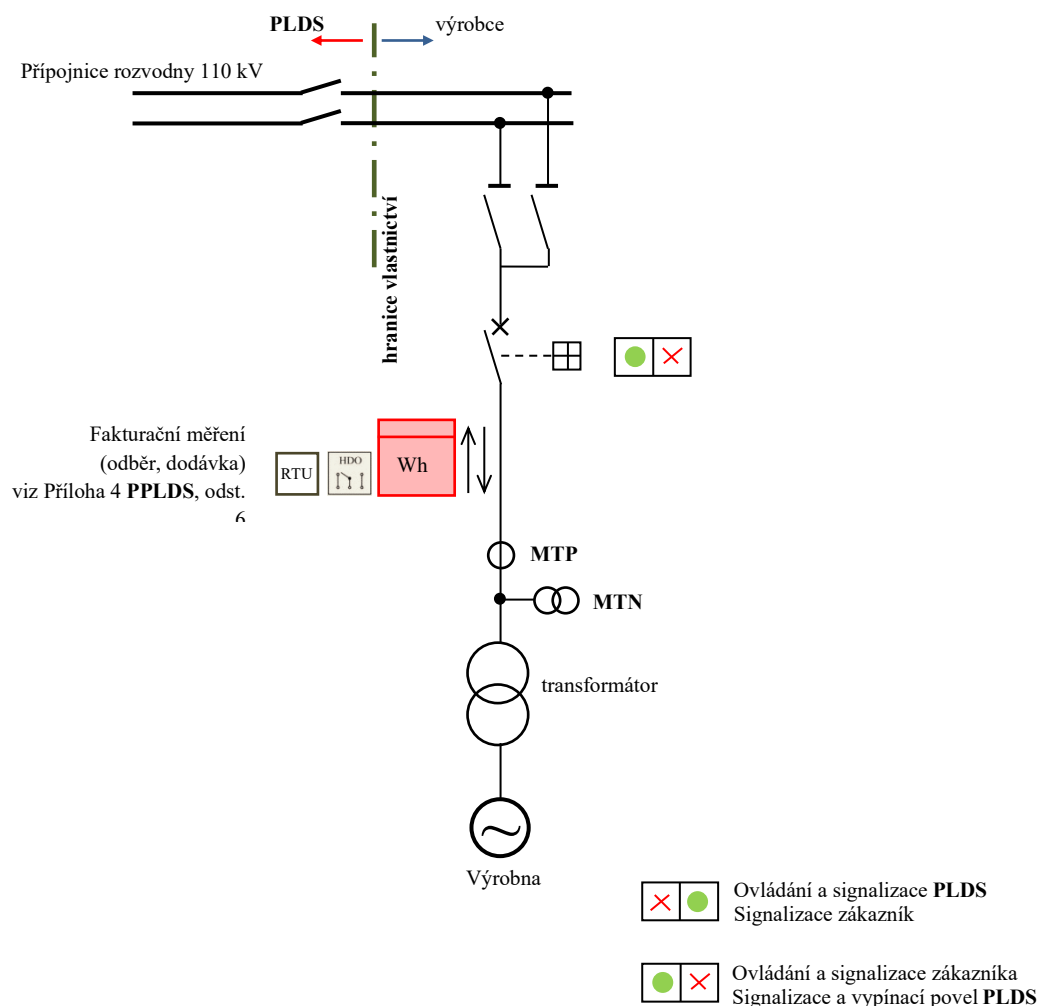 PLDS
výrobce
Přípojnice rozvodny 110 kV
hranice vlastnictví
Fakturační měření
(odběr, dodávka)
viz Příloha 4 PPLDS, odst.
6
RTU
HDO
Wh
MTP
MTN
transformátor
Výrobna
Ovládání a signalizace PLDS
Signalizace zákazník
Ovládání a signalizace zákazníka
Signalizace a vypínací povel PLDS